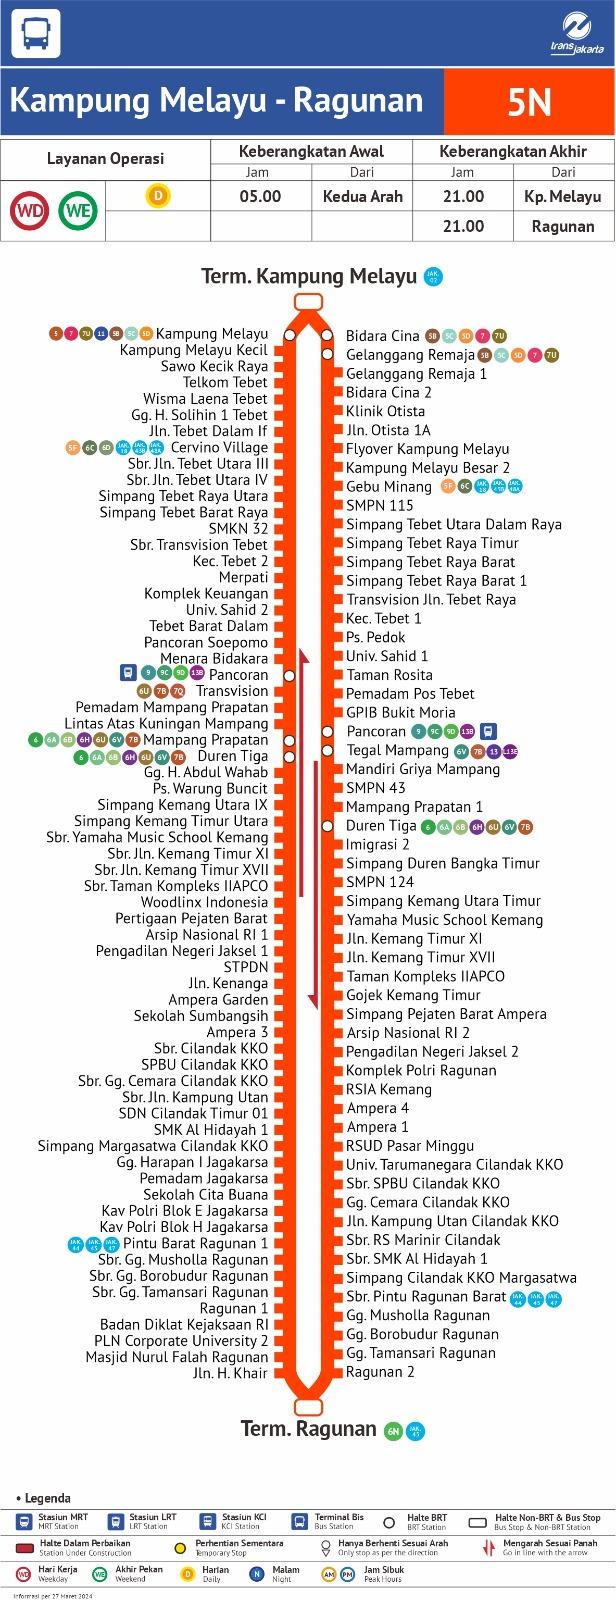 transjakarta
Kampung Melayu - Ragunan
5N
Layanan Operasi
Keberangkatan Awal
Keberangkatan Akhir
Jam
Dari
Jam
Dari
WD
WE
D
05.00
Kedua Arah
21.00
Kp. Melayu
21.00
Ragunan
Term. Kampung Melayu JAK. 02
5 7 7U 11 5B 5C 5D Kampung Melayu
Kampung Melayu Kecil
Sawo Kecik Raya
Telkom Tebet
Wisma Laena Tebet
Gg. H. Solihin 1 Tebet
Jln. Tebet Dalam If
5F 6C 6D JAK. 18 JAK. 43B JAK. 48A Cervino Village
Sbr. Jln. Tebet Utara III
Sbr. Jln. Tebet Utara IV
Simpang Tebet Raya Utara
Simpang Tebet Barat Raya
SMKN 32
Sbr. Transvision Tebet
Kec. Tebet 2
Merpati
Komplek Keuangan
Univ. Sahid 2
Tebet Barat Dalam
Pancoran Soepomo
Menara Bidakara
9 9C 9D 13B Pancoran
6U 7B 7Q Transvision
Pemadam Mampang Prapatan
Lintas Atas Kuningan Mampang
6 6A 6B 6H 6U 6V 7B Mampang Prapatan
6 6A 6B 6H 6U 6V 7B Duren Tiga
Gg. H. Abdul Wahab
Ps. Warung Buncit
Simpang Kemang Utara IX
Simpang Kemang Timur Utara
Sbr. Yamaha Music School Kemang
Sbr. Jln. Kemang Timur XI
Sbr. Jln. Kemang Timur XVII
Sbr. Taman Kompleks IIAPCO
Woodlinx Indonesia
Pertigaan Pejaten Barat
Arsip Nasional RI 1
Pengadilan Negeri Jaksel 1
STPDN
Jln. Kenanga
Ampera Garden
Sekolah Sumbangsih
Ampera 3
Sbr. Cilandak KKO
SPBU Cilandak KKO
Sbr. Gg. Cemara Cilandak KKO
Sbr. Jln. Kampung Utan
SDN Cilandak Timur 01
SMK Al Hidayah 1
Simpang Margasatwa Cilandak KKO
Gg. Harapan I Jagakarsa
Pemadam Jagakarsa
Sekolah Cita Buana
Kav Polri Blok E Jagakarsa
Kav Polri Blok H Jagakarsa
JAK. 44 JAK. 45 JAK. 47 Pintu Barat Ragunan 1
Sbr. Gg. Musholla Ragunan
Sbr. Gg. Borobudur Ragunan
Sbr. Gg. Tamansari Ragunan
Ragunan 1
Badan Diklat Kejaksaan RI
PLN Corporate University 2
Masjid Nurul Falah Ragunan
Jln. H. Khair
Bidara Cina 5B 5C 5D 7 7U
Gelanggang Remaja 5B 5C 5D 7 7U
Gelanggang Remaja 1
Bidara Cina 2
Klinik Otista
Jln. Otista 1A
Flyover Kampung Melayu
Kampung Melayu Besar 2
Gebu Minang 5F 6C JAK. 18 JAK. 43B JAK. 48A
SMPN 115
Simpang Tebet Utara Dalam Raya
Simpang Tebet Raya Timur
Simpang Tebet Raya Barat
Simpang Tebet Raya Barat 1
Transvision Jln. Tebet Raya
Kec. Tebet 1
Ps. Pedok
Univ. Sahid 1
Taman Rosita
Pemadam Pos Tebet
GPIB Bukit Moria
Pancoran 9 9C 9D 13B
Tegal Mampang 6V 7B 13 L13E
Mandiri Griya Mampang
SMPN 43
Mampang Prapatan 1
Duren Tiga 6 6A 6B 6H 6U 6V 7B
Imigrasi 2
Simpang Duren Bangka Timur
SMPN 124
Simpang Kemang Utara Timur
Yamaha Music School Kemang
Jln. Kemang Timur XI
Jln. Kemang Timur XVII
Taman Kompleks IIAPCO
Gojek Kemang Timur
Simpang Pejaten Barat Ampera
Arsip Nasional RI 2
Pengadilan Negeri Jaksel 2
Komplek Polri Ragunan
RSIA Kemang
Ampera 4
Ampera 1
RSUD Pasar Minggu
Univ. Tarumanegara Cilandak KKO
Sbr. SPBU Cilandak KKO
Gg. Cemara Cilandak KKO
Jln. Kampung Utan Cilandak KKO
Sbr. RS Marinir Cilandak
Sbr. SMK Al Hidayah 1
Simpang Cilandak KKO Margasatwa
Sbr. Pintu Ragunan Barat JAK. 44 JAK. 45 JAK. 47
Gg. Musholla Ragunan
Gg. Borobudur Ragunan
Gg. Tamansari Ragunan
Ragunan 2
Term. Ragunan 6N JAK. 45
• Legenda
Stasiun MRT
MRT Station
Stasiun LRT
LRT Station
Stasiun KCI
KCI Station
Terminal Bis
Bus Station
Halte BRT
BRT Station
Halte Non-BRT & Bus Stop
Bus Stop & Non-BRT Station
Halte Dalam Perbaikan
Station Under Construction
Perhentian Sementara
Temporary Stop
Hanya Berhenti Sesuai Arah
Only stop as per the direction
Mengarah Sesuai Panah
Go in line with the arrow
WD Hari Kerja
Weekday
WE Akhir Pekan
Weekend
D Harian
Daily
N Malam
Night
AM PM Jam Sibuk
Peak Hours
Informasi per 27 Maret 2024